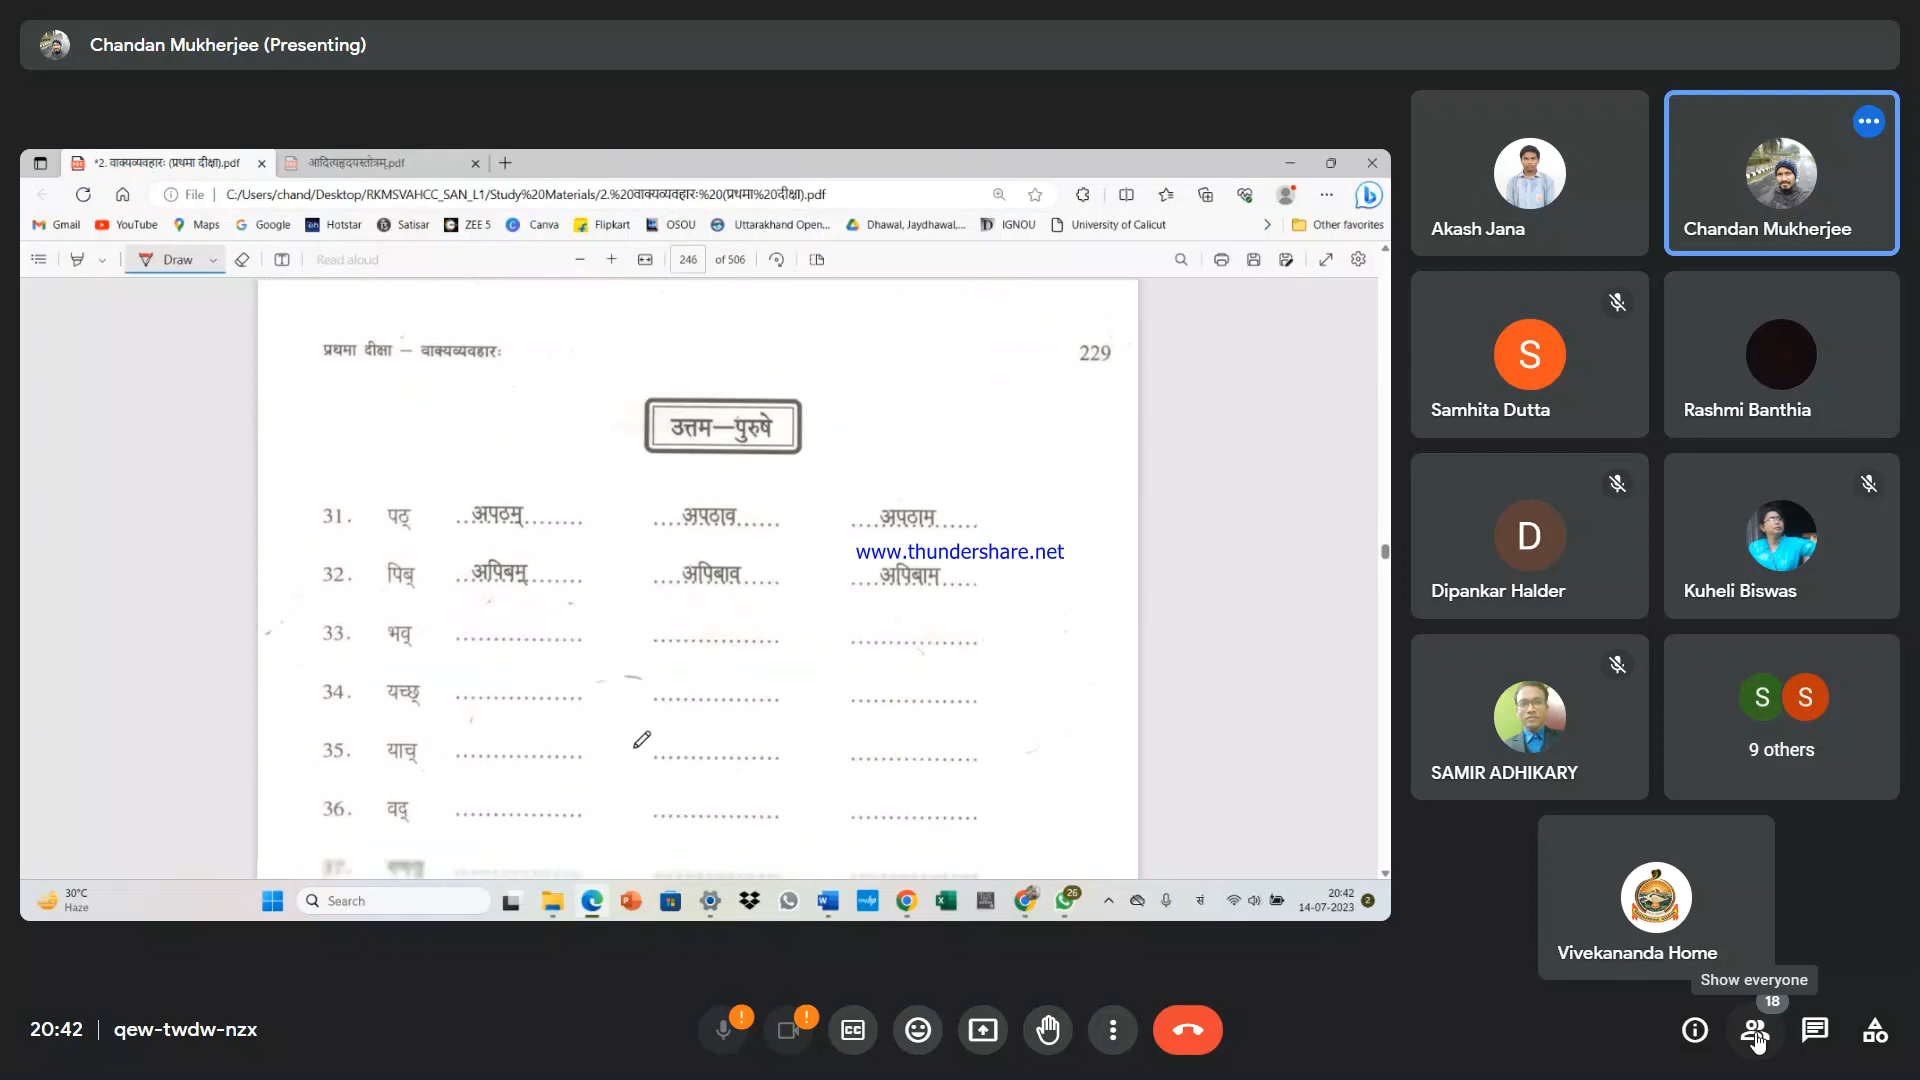 Chandan Mukherjee (Presenting)
*2. वाक्यव्यवहारः (प्रथमा दीक्षा).pdf
आदित्यहृदयस्तोत्रम्.pdf
File
C:/Users/chand/Desktop/RKMSVAHCC_SAN_L1/Study%20Materials/2.%20वाक्यव्यवहारः%20(प्रथमा%20दीक्षा).pdf
Gmail YouTube Maps Google Hotstar Satisar ZEE 5 Canva Flipkart OSOU Uttarakhand Open... Dhawal, Jaydhawal,... IGNOU University of Calicut Other favorites
Draw Read aloud 246 of 506
प्रथमा दीक्षा – वाक्यव्यवहारः 229
उत्तम—पुरुषे
31. पठ् अपठम् अपठाव अपठाम
www.thundershare.net
32. पिब् अपिबम् अपिबाव अपिबाम
33. भव्
34. यच्छ्
35. याच्
36. वद्
37.
30°C
Haze
Search
26
सं
20:42
14-07-2023
2
Akash Jana
Chandan Mukherjee
S
Samhita Dutta
Rashmi Banthia
D
Dipankar Halder
Kuheli Biswas
SAMIR ADHIKARY
S S
9 others
Vivekananda Home
Show everyone
18
20:42 | qew-twdw-nzx